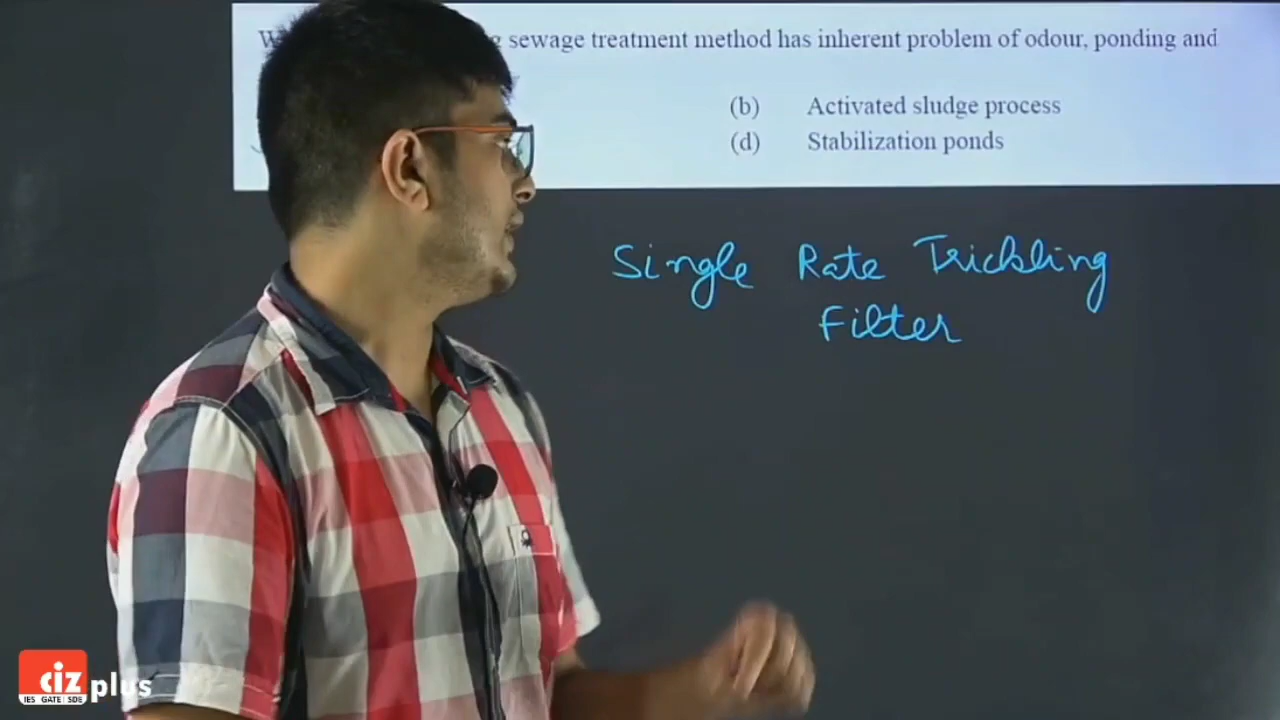 sewage treatment method has inherent problem of odour, ponding and
(b) Activated sludge process
(d) Stabilization ponds
Single Rate Trickling
Filter
ciz plus
IES GATE SDE